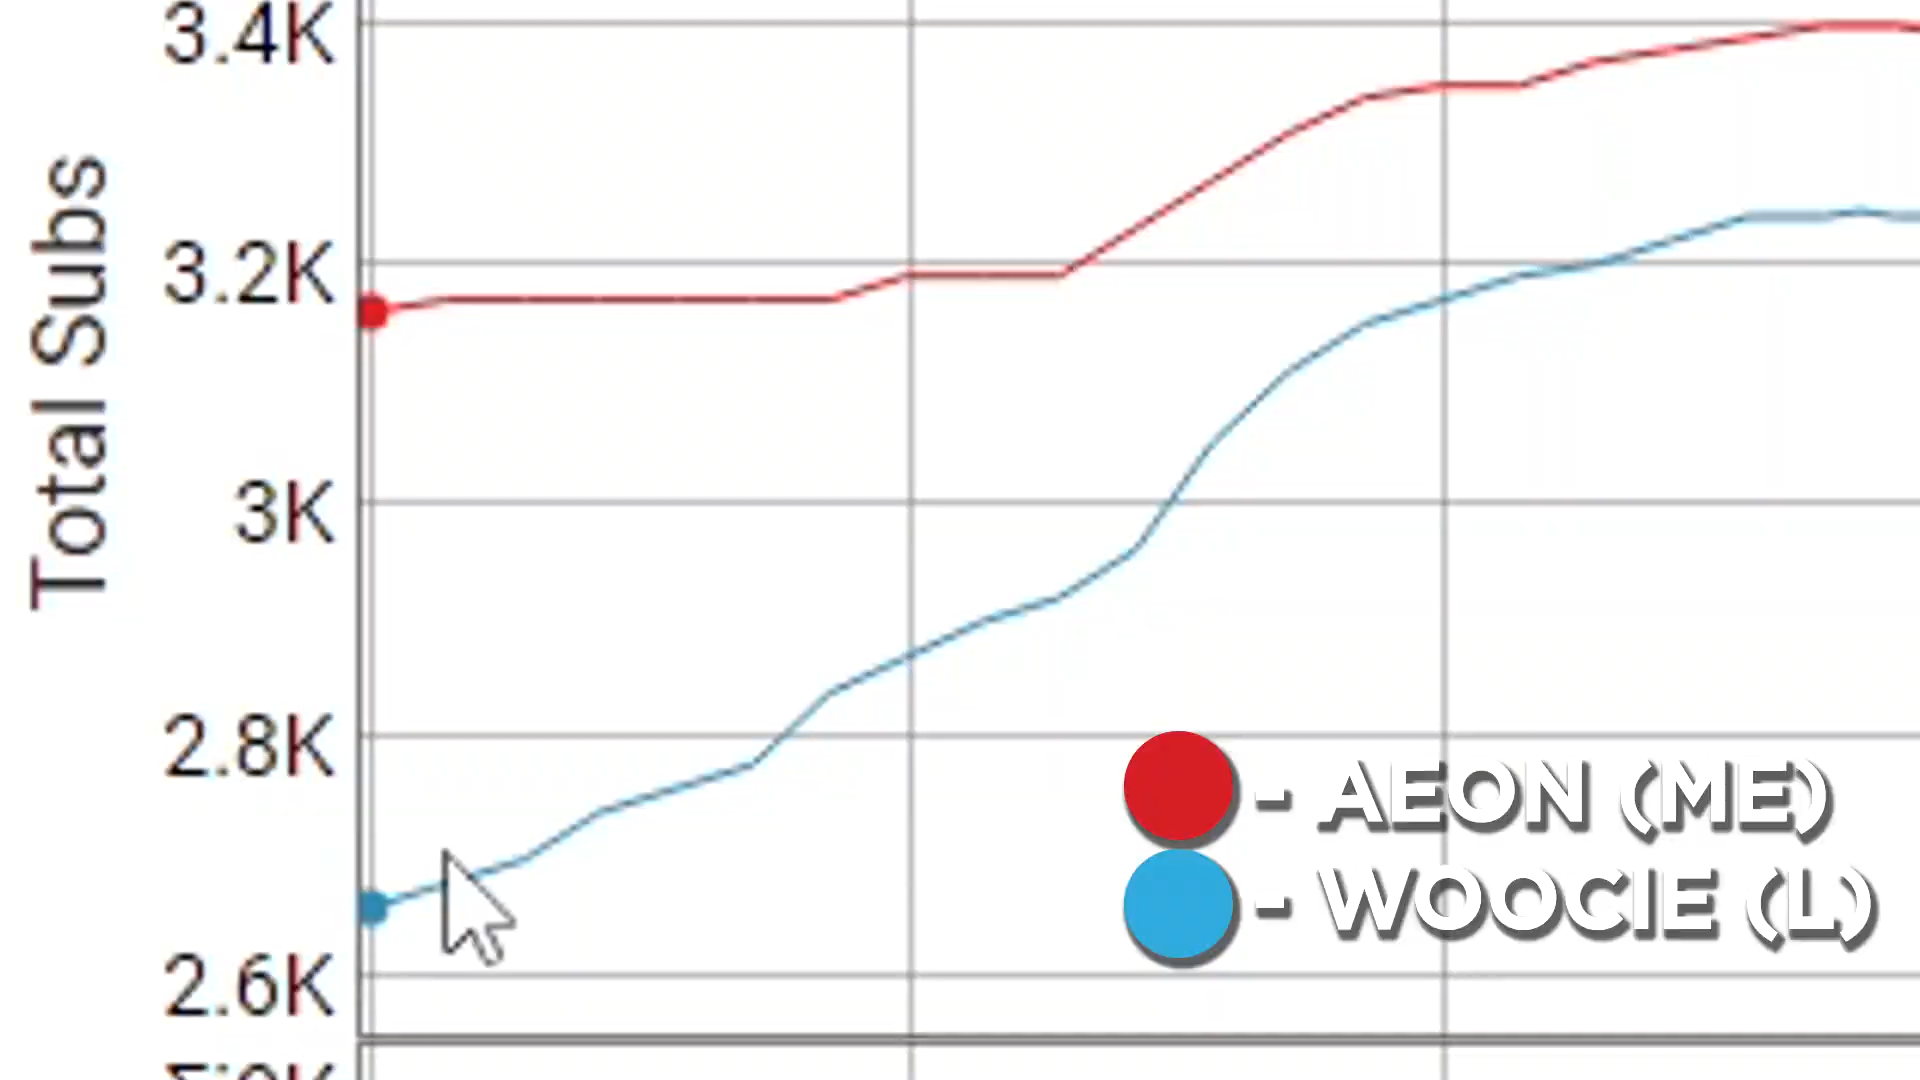 3.4K
Total Subs
3.2K
3K
2.8K
- AEON (ME)
- WOOCIE (L)
2.6K